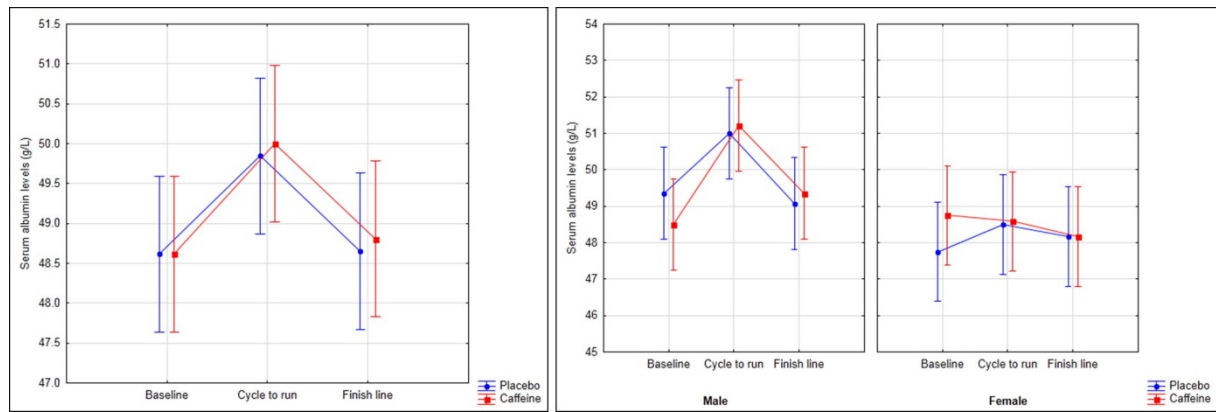 51.5
51.0
50.5
50.0
49.5
49.0
48.5
48.0
47.5
47.0
Serum albumin levels (g/L)
Baseline
Cycle to run
Finish line
Placebo
Caffeine
54
53
52
51
50
49
48
47
46
45
Serum albumin levels (g/L)
Baseline
Cycle to run
Finish line
Male
Baseline
Cycle to run
Finish line
Female
Placebo
Caffeine